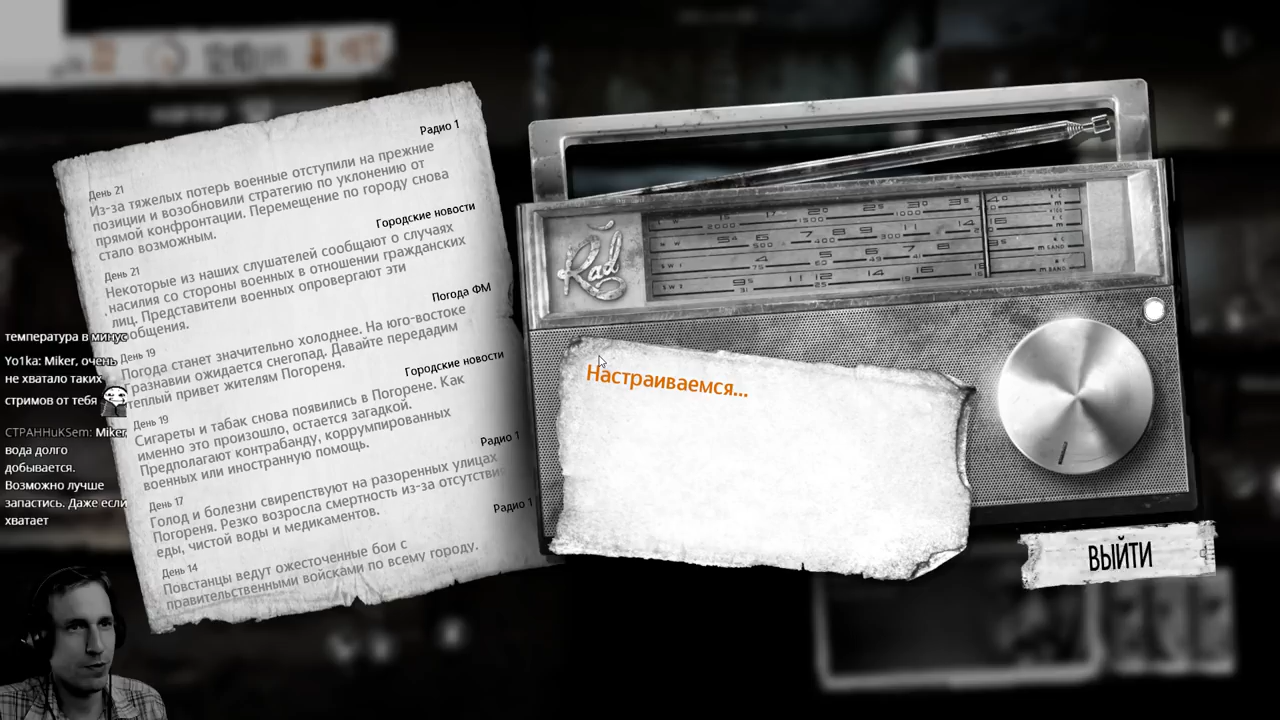 Радио 1
День 21
Из-за тяжелых потерь военные отступили на прежние
позиции и возобновили стратегию по уклонению от
прямой конфронтации. Перемещение по городу снова
стало возможным.
Городские новости
День 21
Некоторые из наших слушателей сообщают о случаях
насилия со стороны военных в отношении гражданских
лиц. Представители военных опровергают эти
сообщения.
Погода ФМ
День 19
Погода станет значительно холоднее. На юго-востоке
Гразнавии ожидается снегопад. Давайте передадим
теплый привет жителям Погореня.
Городские новости
День 19
Сигареты и табак снова появились в Погорене. Как
именно это произошло, остается загадкой.
Предполагают контрабанду, коррумпированных
военных или иностранную помощь.
Радио 1
День 17
Голод и болезни свирепствуют на разоренных улицах
Погореня. Резко возросла смертность из-за отсутствия
еды, чистой воды и медикаментов.
Радио 1
День 14
Повстанцы ведут ожесточенные бои с
правительственными войсками по всему городу.
температура в минус
Yo1ka: Miker, очень
не хватало таких
стримов от тебя
СТРАННиKSem: Miker
вода долго
добывается.
Возможно лучше
запастись. Даже если
хватает
Rad
Настраиваемся...
ВЫЙТИ